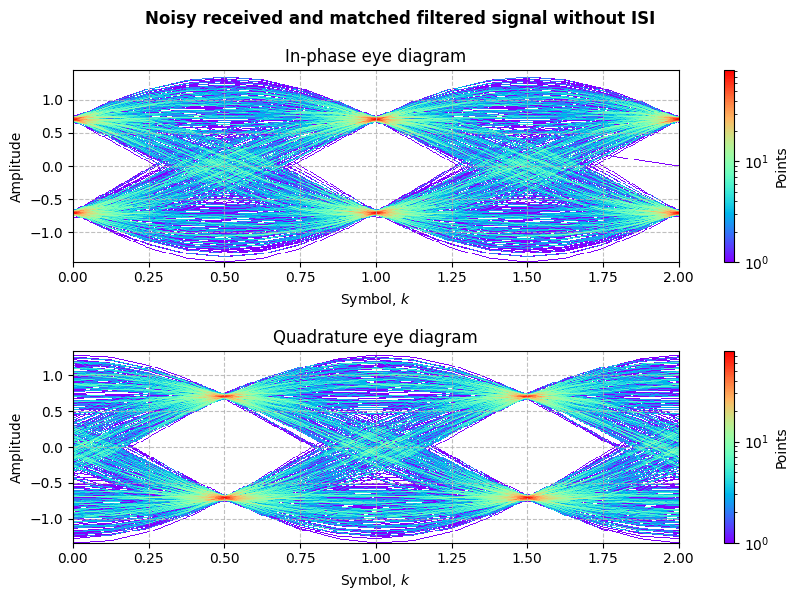 Noisy received and matched filtered signal without ISI
In-phase eye diagram
Amplitude
1.0
0.5
0.0
−0.5
−1.0
0.00 0.25 0.50 0.75 1.00 1.25 1.50 1.75 2.00
Symbol, k
10¹
10⁰
Points
Quadrature eye diagram
Amplitude
1.0
0.5
0.0
−0.5
−1.0
0.00 0.25 0.50 0.75 1.00 1.25 1.50 1.75 2.00
Symbol, k
10¹
10⁰
Points